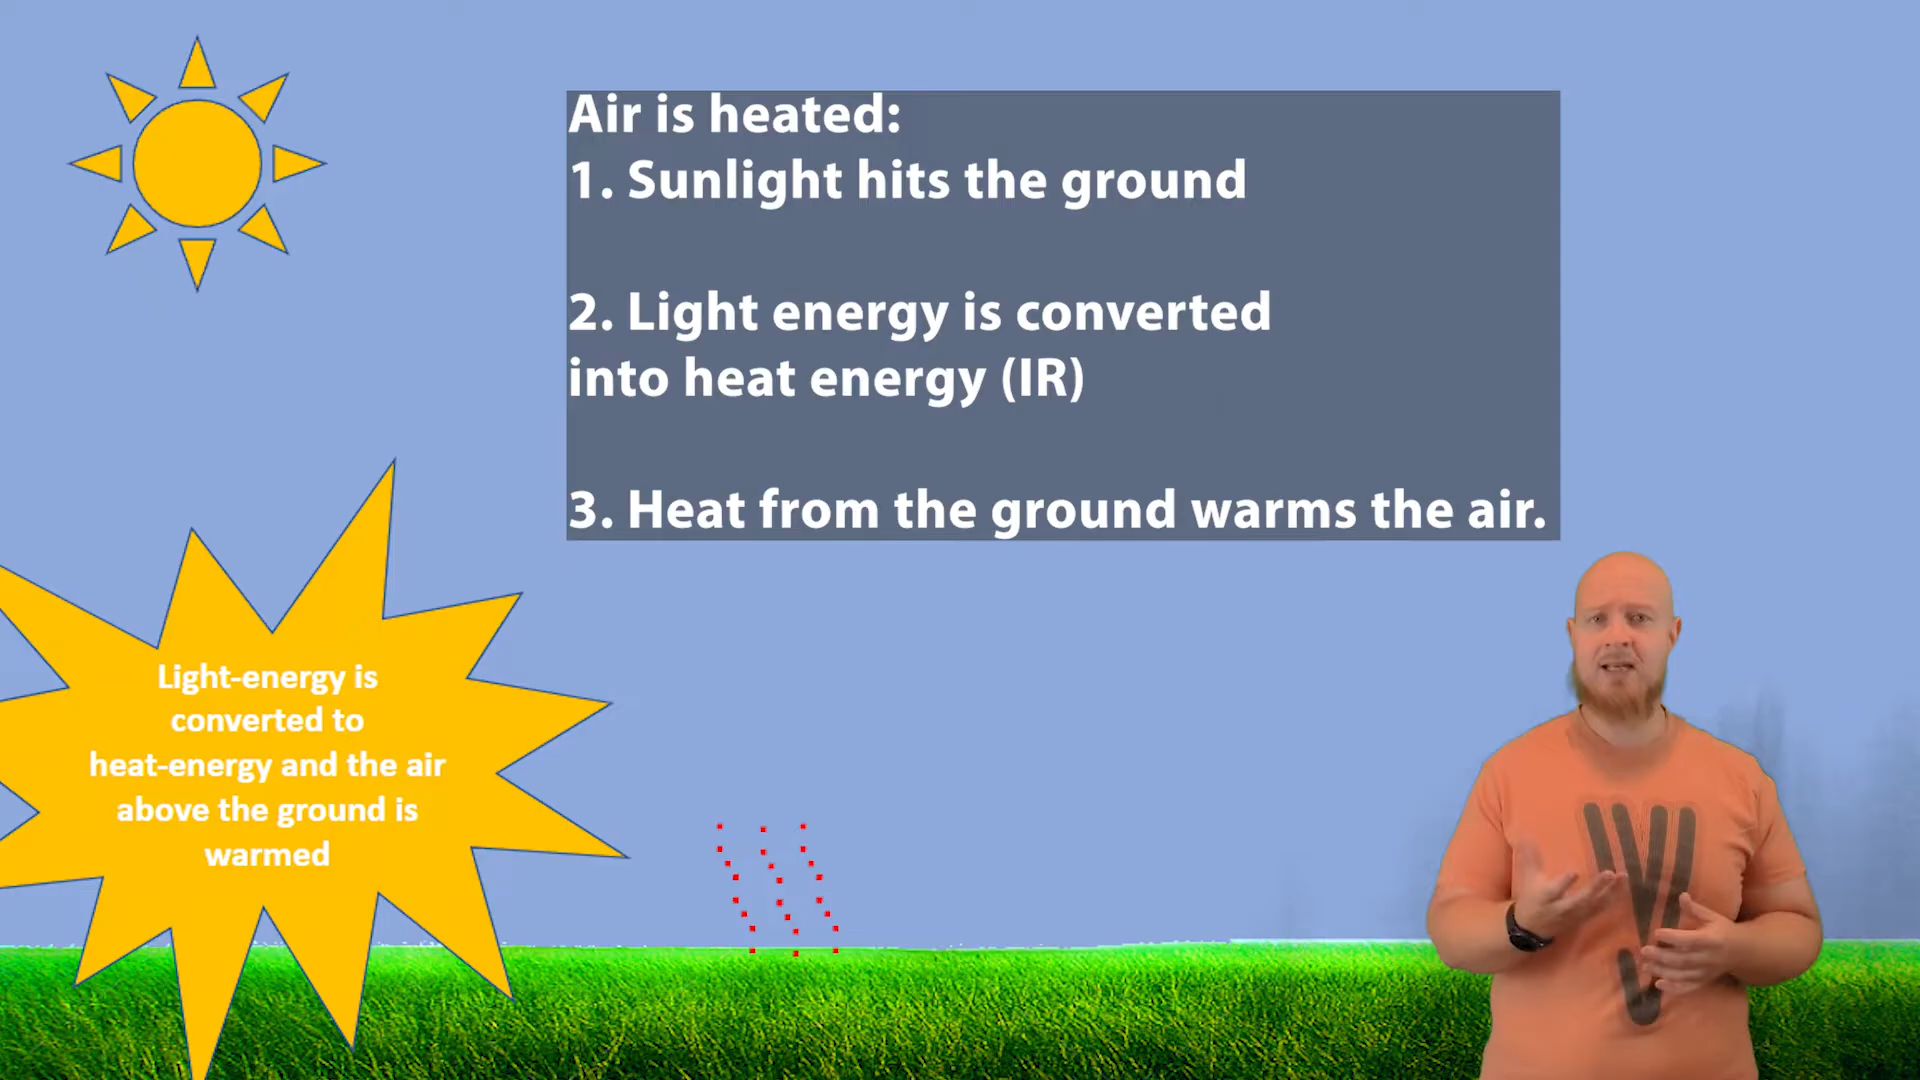 Air is heated:
1. Sunlight hits the ground
2. Light energy is converted
into heat energy (IR)
3. Heat from the ground warms the air.
Light-energy is
converted to
heat-energy and the air
above the ground is
warmed